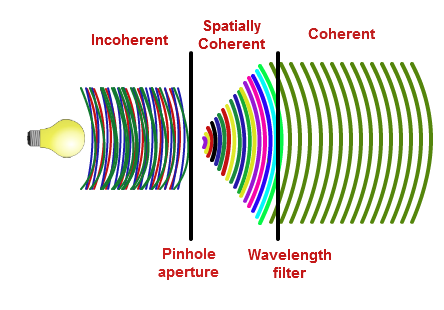 Incoherent
Spatially
Coherent
Coherent
Pinhole
aperture
Wavelength
filter